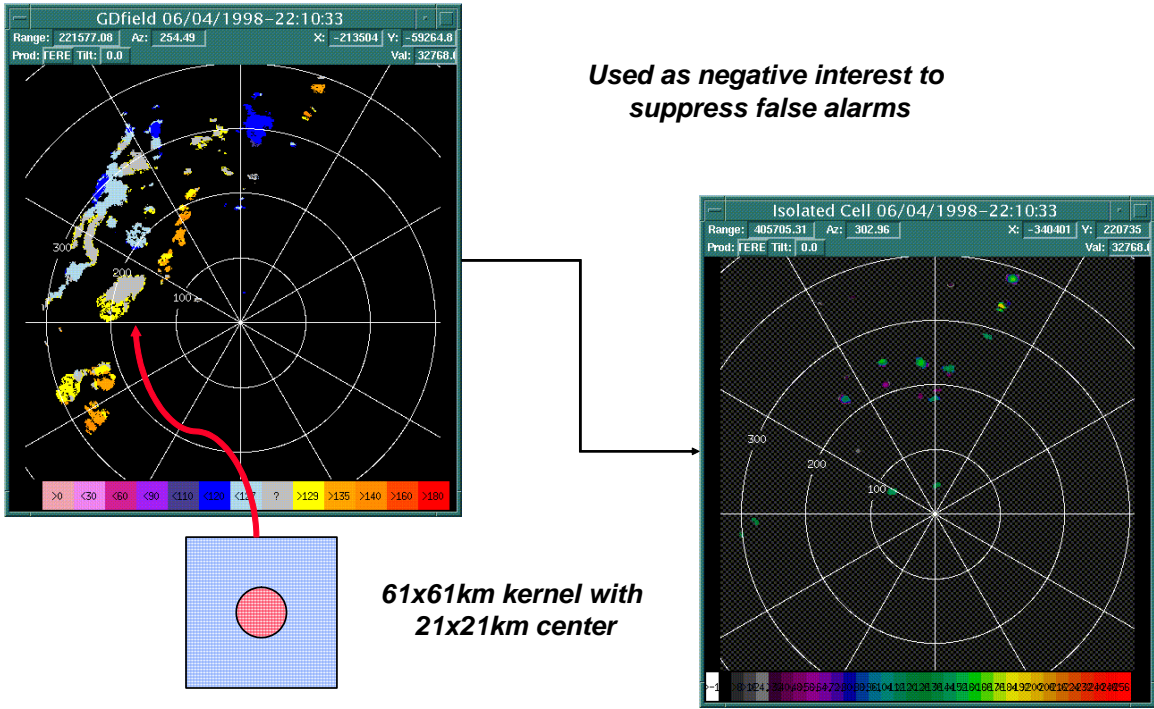 GDfield 06/04/1998-22:10:33
Range: 221577.08 Az: 254.49 X: -213504 Y: -59264.8
Prod: TERE Tilt: 0.0 Val: 32768.0
300
200
100
>0 <30 <60 <90 <110 <120 <127 ? >129 >135 >140 >160 >180
Used as negative interest to
suppress false alarms
Isolated Cell 06/04/1998-22:10:33
Range: 405705.31 Az: 302.96 X: -340401 Y: 220735
Prod: TERE Tilt: 0.0 Val: 32768.0
300
200
100
61x61km kernel with
21x21km center